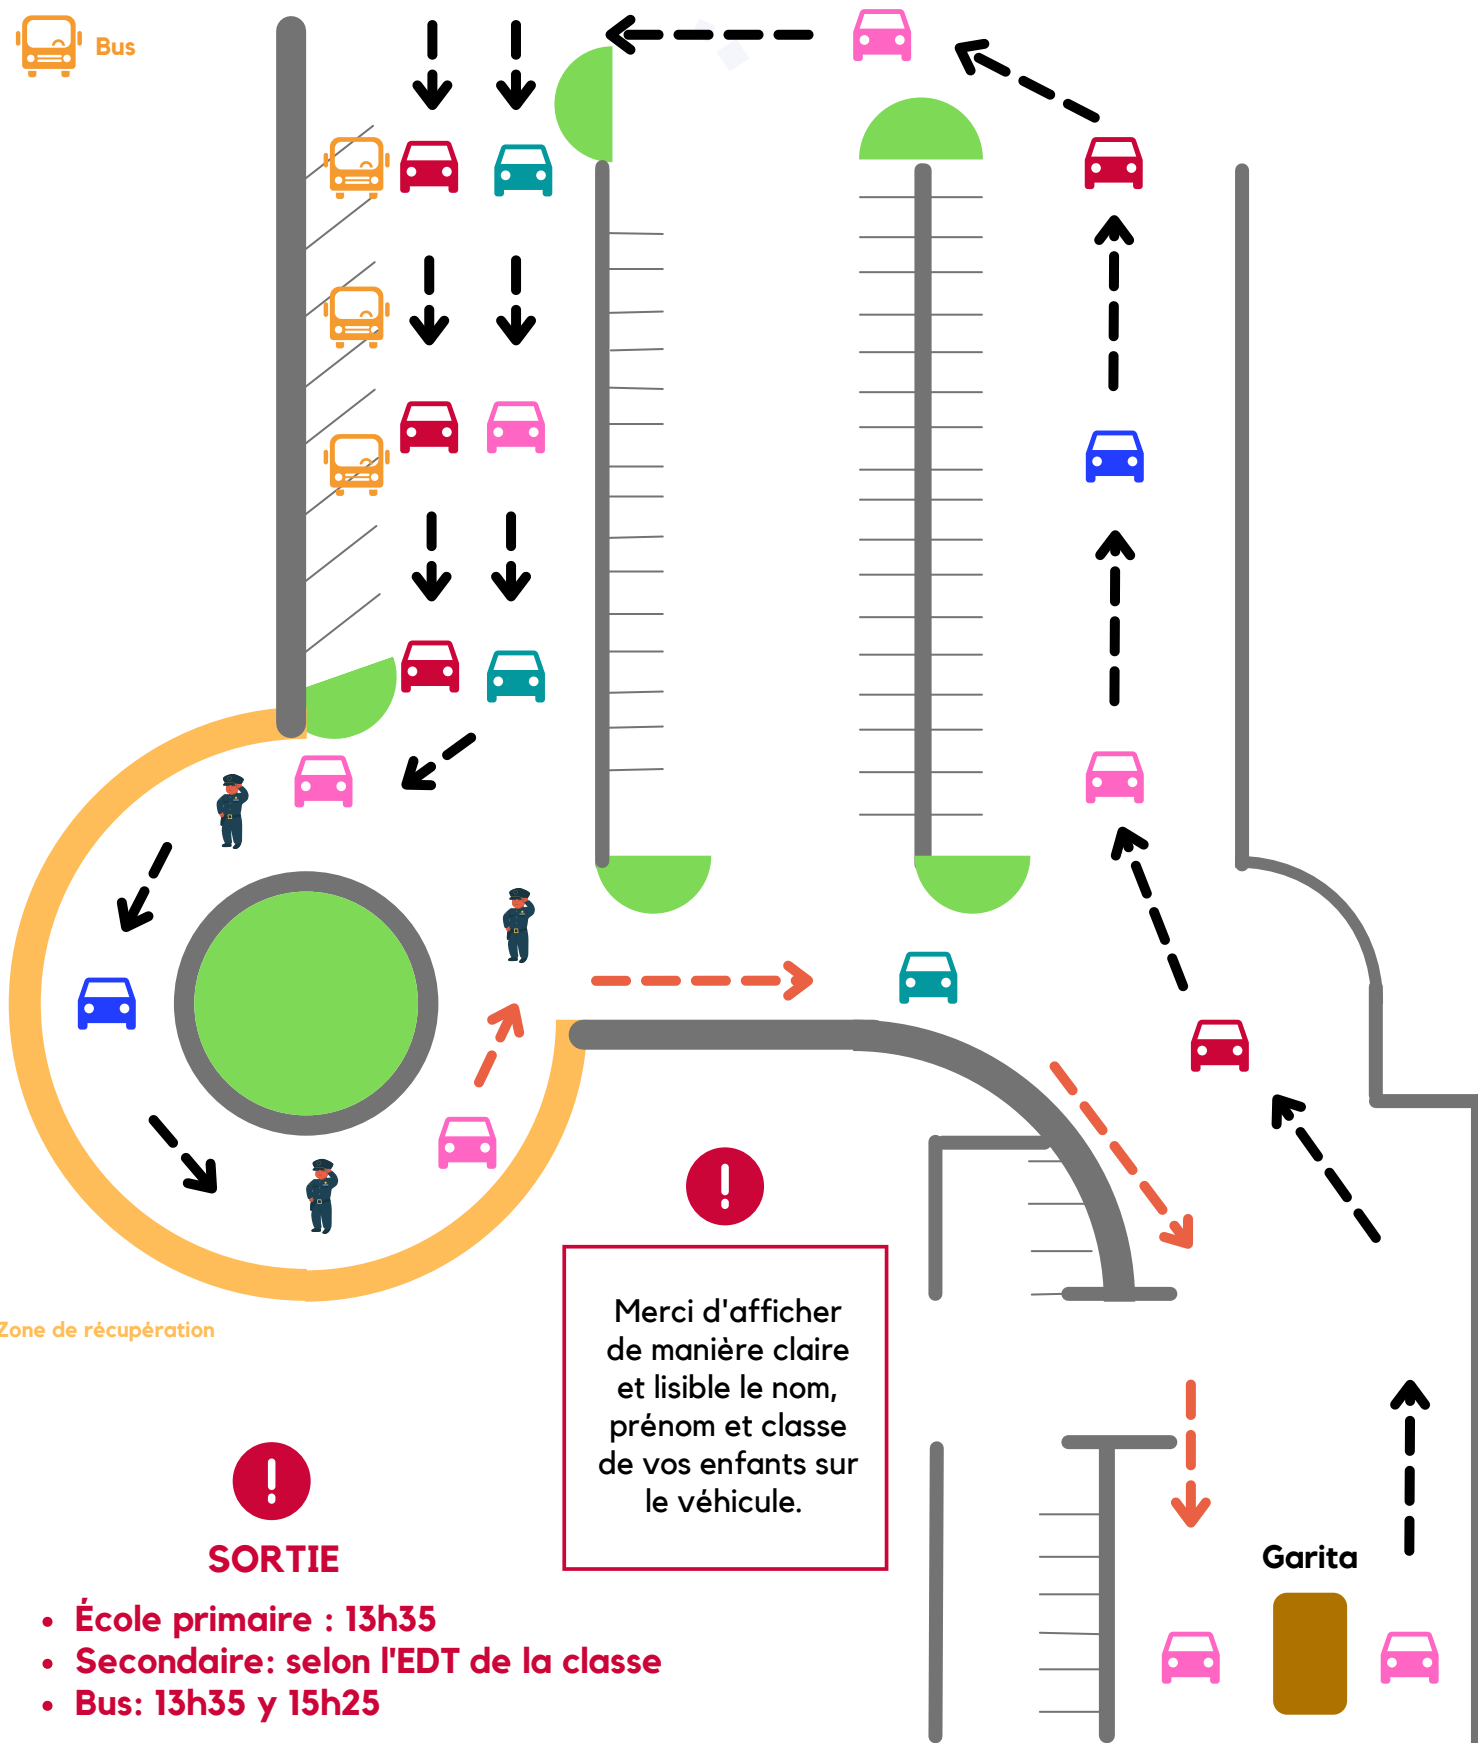 Bus
Zone de récupération
Merci d'afficher
de manière claire
et lisible le nom,
prénom et classe
de vos enfants sur
le véhicule.
SORTIE
• École primaire : 13h35
• Secondaire: selon l'EDT de la classe
• Bus: 13h35 y 15h25
Garita